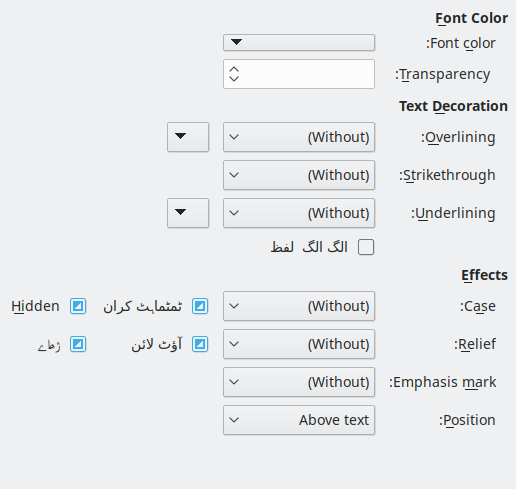 Font Color
Font color:
Transparency:
Text Decoration
Overlining: (Without)
Strikethrough: (Without)
Underlining: (Without)
الگ الگ لفظ
Effects
Case: (Without) ٹمٹماہٹ کران Hidden
Relief: (Without) آؤٹ لائن ژھاے
Emphasis mark: (Without)
Position: Above text